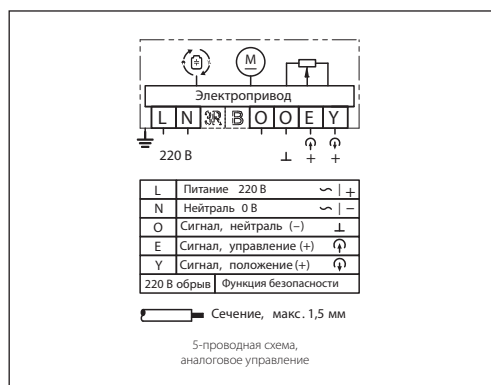 M
Электропривод
L N 3R B O O E Y
220 В ⊥ + +
L Питание 220 В ∽ | +
N Нейтраль 0 В ∽ | −
O Сигнал, нейтраль (−) ⊥
E Сигнал, управление (+)
Y Сигнал, положение (+)
220 В обрыв Функция безопасности
Сечение, макс. 1,5 мм
5-проводная схема,
аналоговое управление